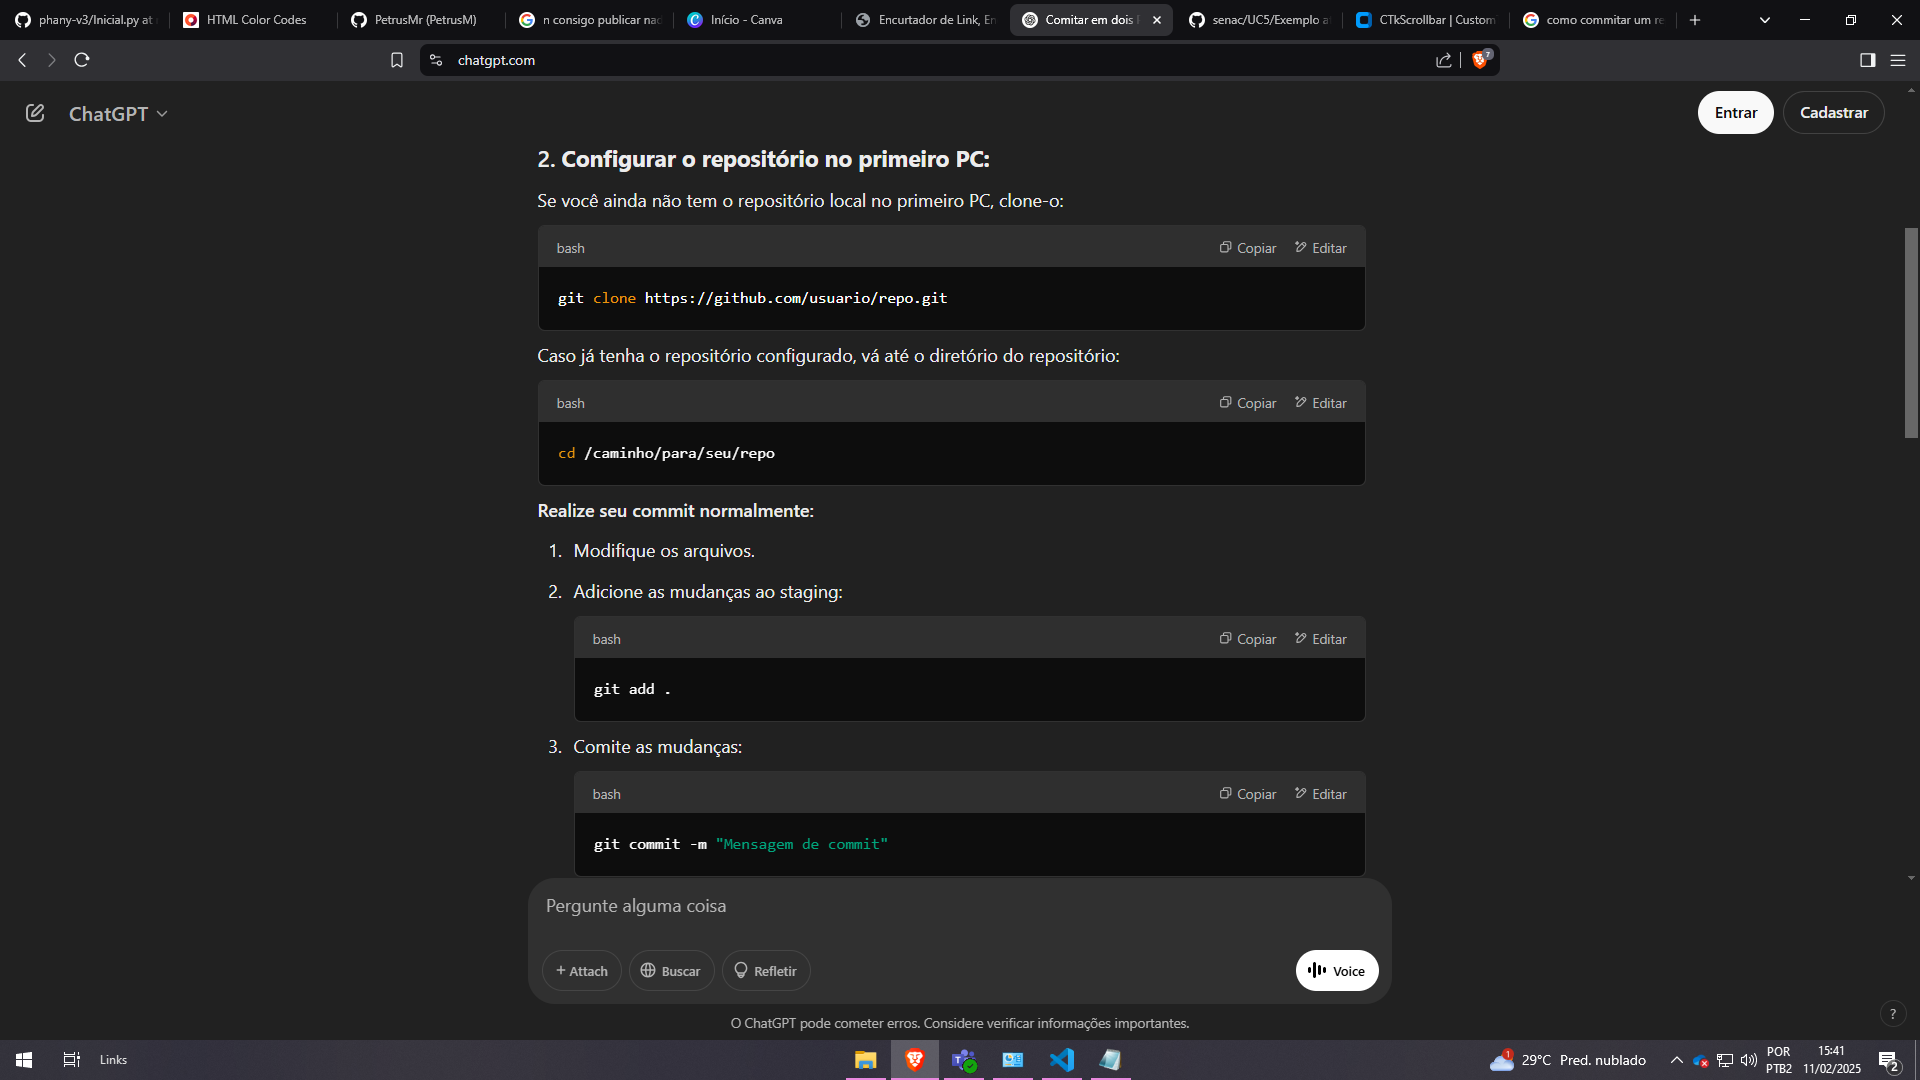 phany-v3/Inicial.py at
HTML Color Codes
PetrusMr (PetrusM)
n consigo publicar nad
Início - Canva
Encurtador de Link, En
Comitar em dois
senac/UC5/Exemplo a
CTkScrollbar | Custom
como commitar um re
chatgpt.com
7
ChatGPT
Entrar
Cadastrar
2. Configurar o repositório no primeiro PC:
Se você ainda não tem o repositório local no primeiro PC, clone-o:
bash
Copiar
Editar
git clone https://github.com/usuario/repo.git
Caso já tenha o repositório configurado, vá até o diretório do repositório:
bash
Copiar
Editar
cd /caminho/para/seu/repo
Realize seu commit normalmente:
1. Modifique os arquivos.
2. Adicione as mudanças ao staging:
bash
Copiar
Editar
git add .
3. Comite as mudanças:
bash
Copiar
Editar
git commit -m "Mensagem de commit"
Pergunte alguma coisa
+ Attach
Buscar
Refletir
Voice
O ChatGPT pode cometer erros. Considere verificar informações importantes.
?
Links
1
29°C Pred. nublado
POR
PTB2
15:41
11/02/2025
2